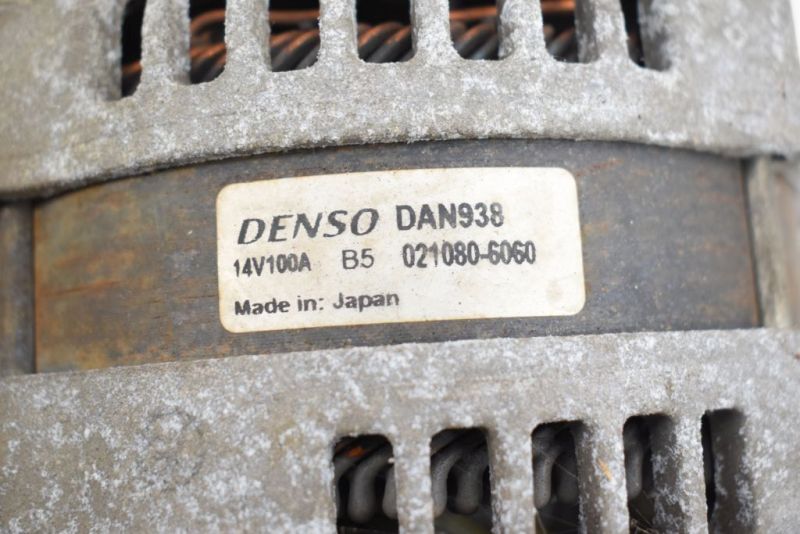 DENSO DAN938
14V100A B5 021080-6060
Made in: Japan